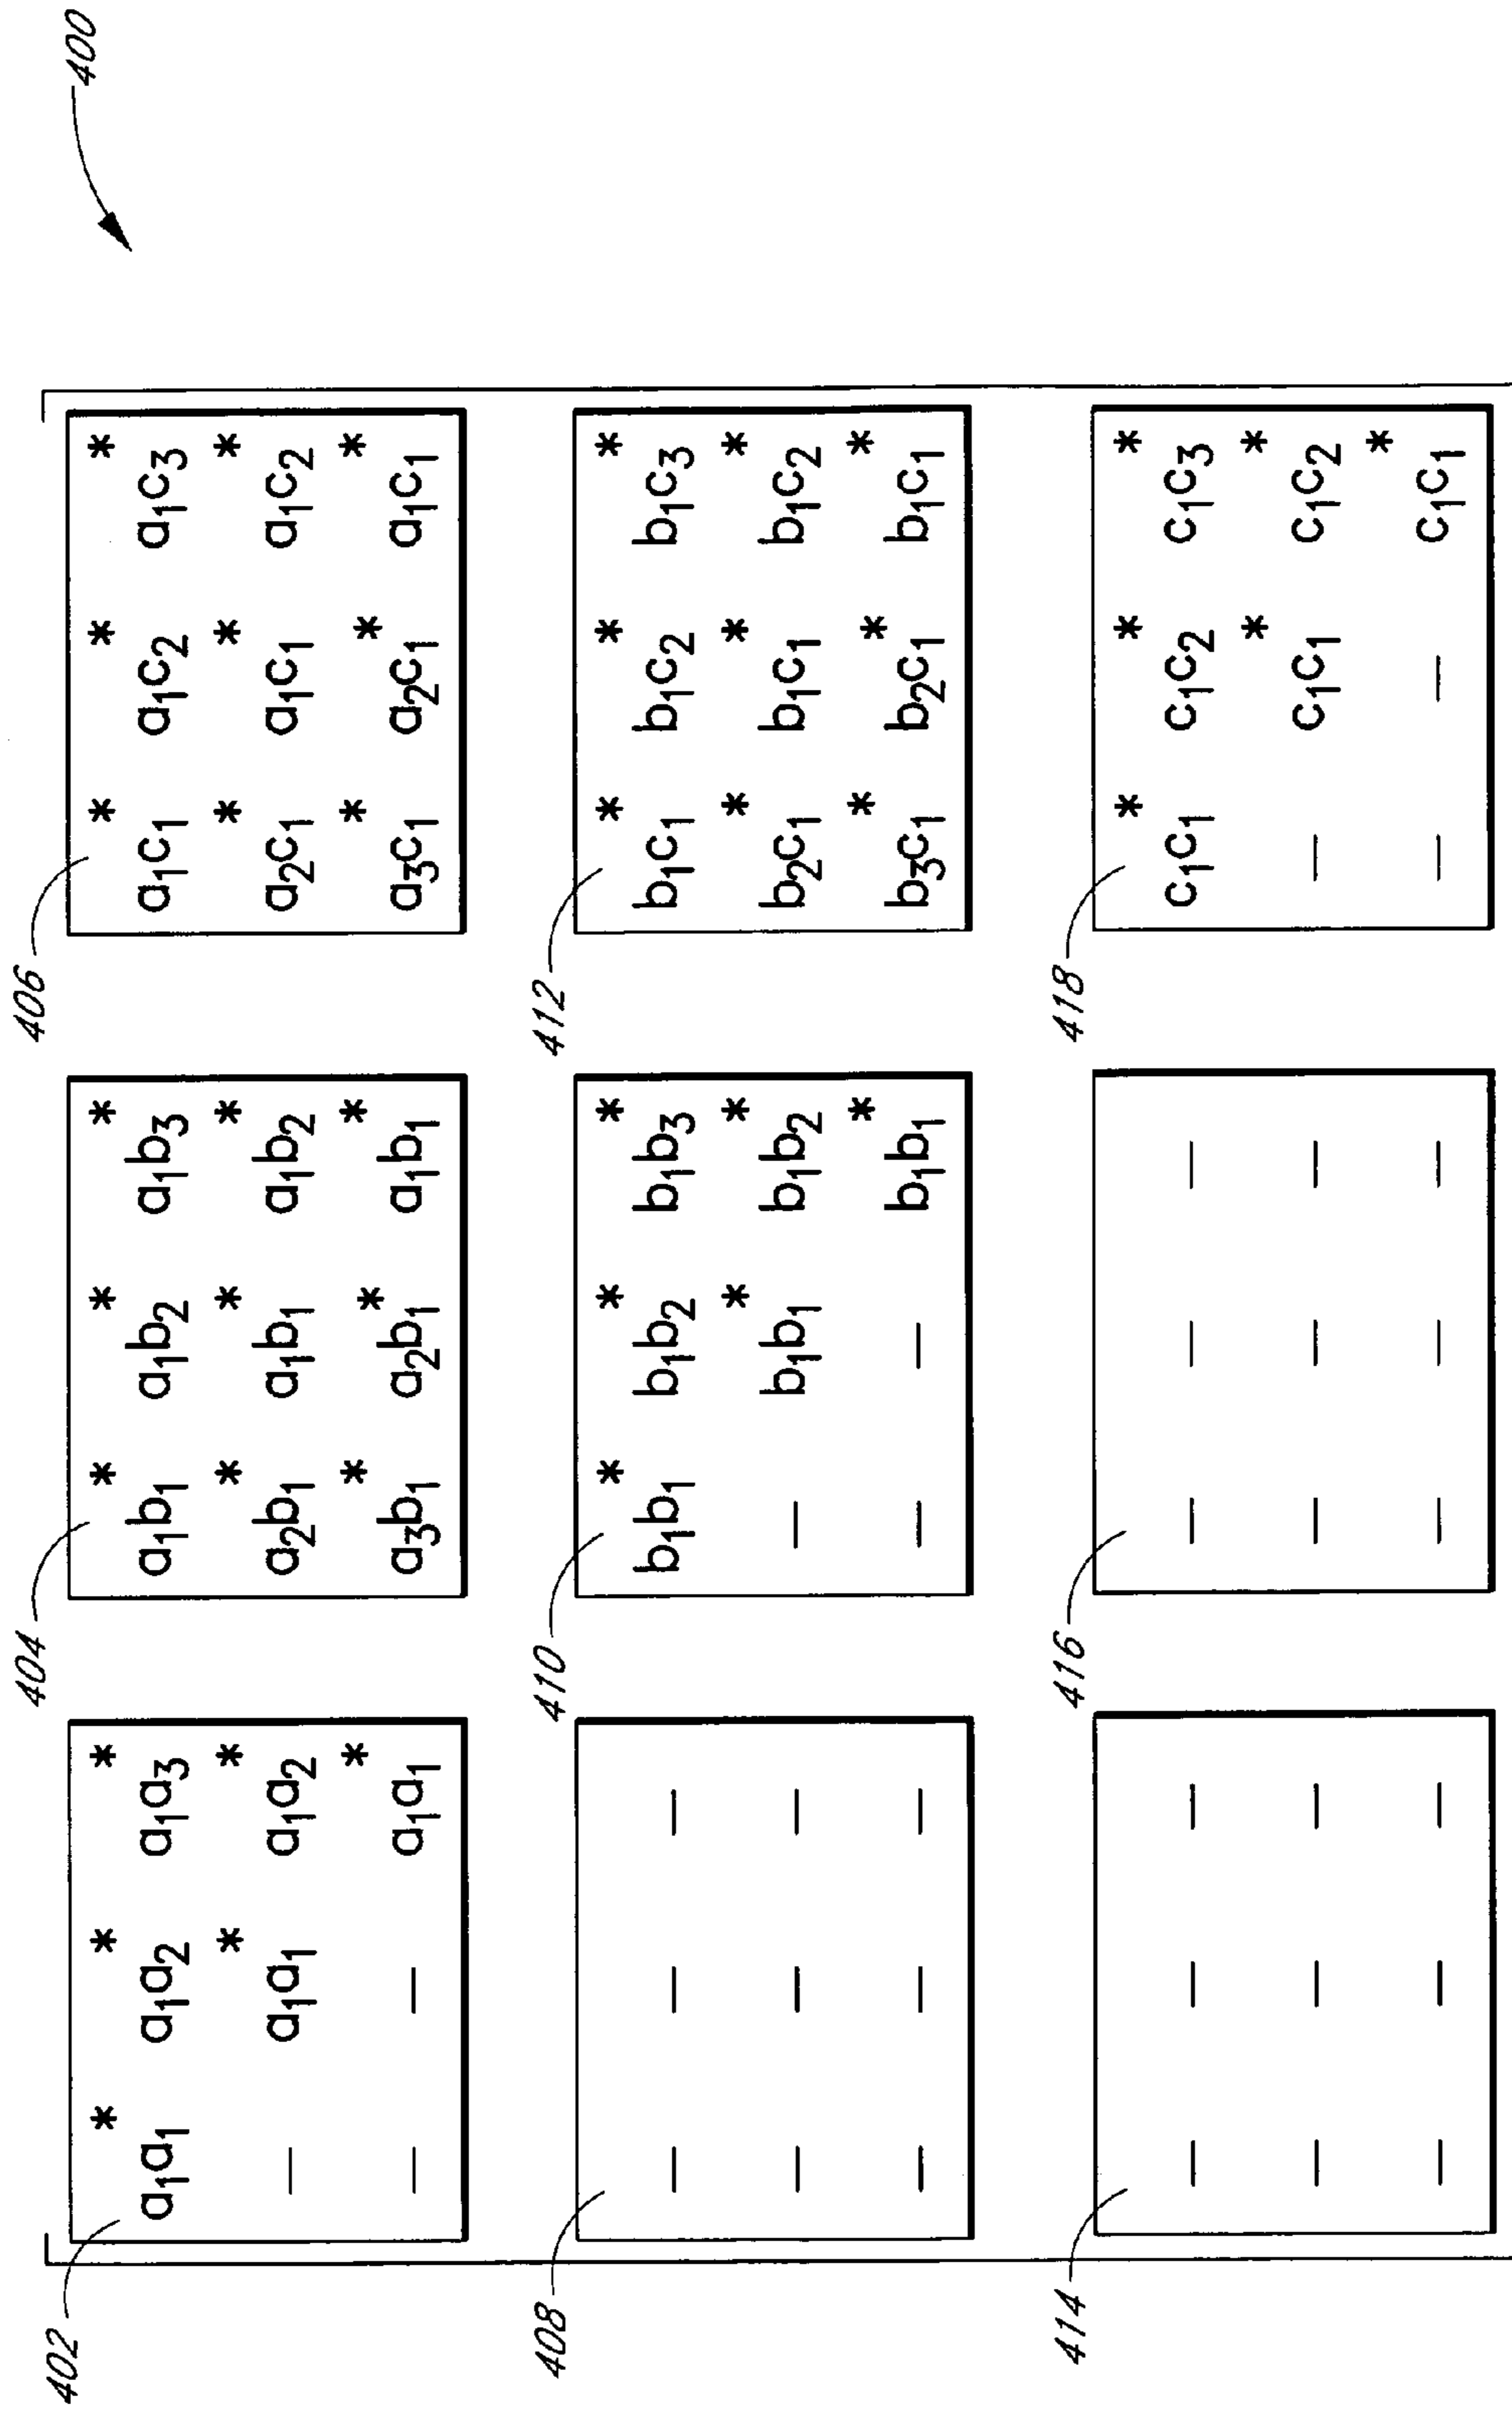 400
402 404 406
a₁a₁* a₁a₂* a₁a₃* a₁b₁* a₁b₂* a₁b₃* a₁c₁* a₁c₂* a₁c₃*
— a₁a₁* a₁a₂* a₂b₁* a₁b₁* a₁b₂* a₂c₁* a₁c₁* a₁c₂*
— — a₁a₁* a₃b₁* a₂b₁* a₁b₁* a₃c₁* a₂c₁* a₁c₁*
408 410 412
— — — b₁b₁* b₁b₂* b₁b₃* b₁c₁* b₁c₂* b₁c₃*
— — — — b₁b₁* b₁b₂* b₂c₁* b₁c₁* b₁c₂*
— — — — — b₁b₁* b₃c₁* b₂c₁* b₁c₁*
414 416 418
— — — — — — c₁c₁* c₁c₂* c₁c₃*
— — — — — — — c₁c₁* c₁c₂*
— — — — — — — — c₁c₁*